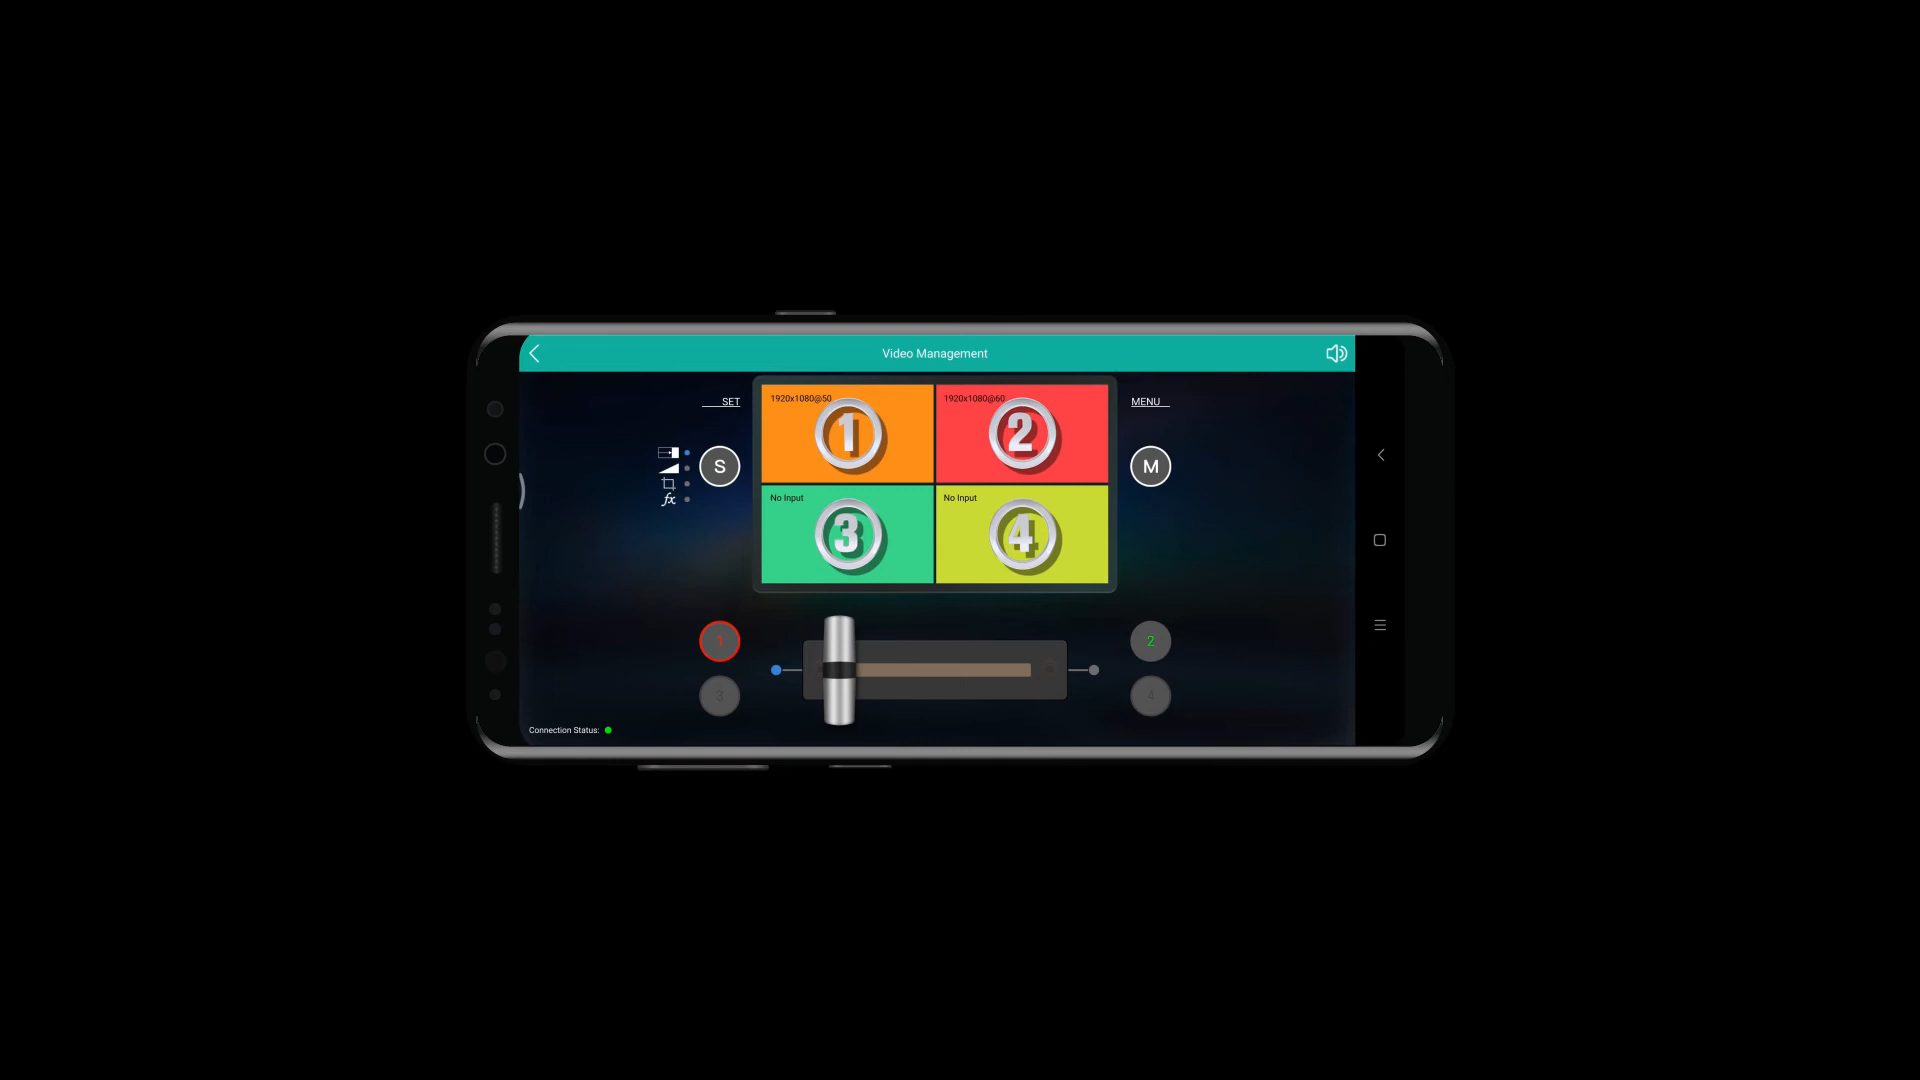 Video Management
SET
1920x1080@50
1
1920x1080@60
2
MENU
S
M
fx
No Input
3
No Input
4
1
2
3
4
Connection Status: